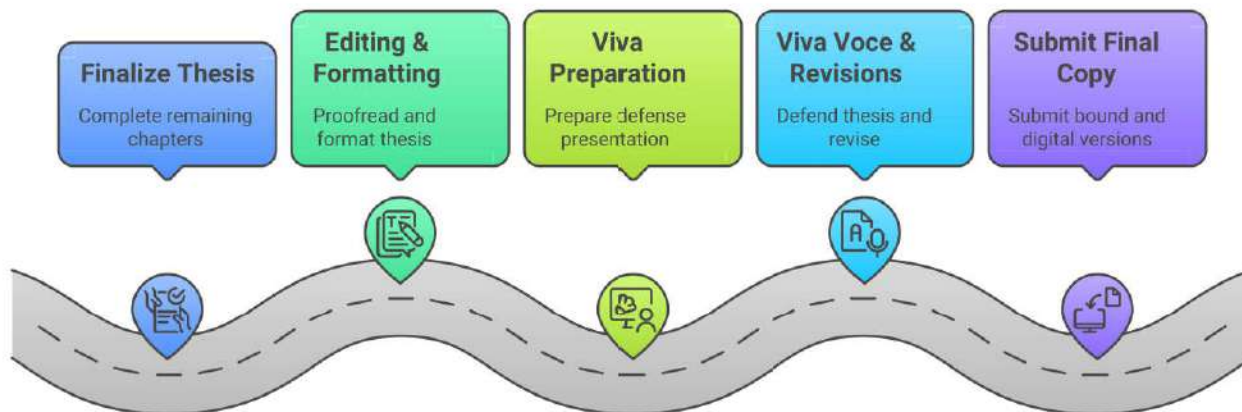 Finalize Thesis
Complete remaining
chapters
Editing &
Formatting
Proofread and
format thesis
Viva
Preparation
Prepare defense
presentation
Viva Voce &
Revisions
Defend thesis and
revise
Submit Final
Copy
Submit bound and
digital versions
T
A